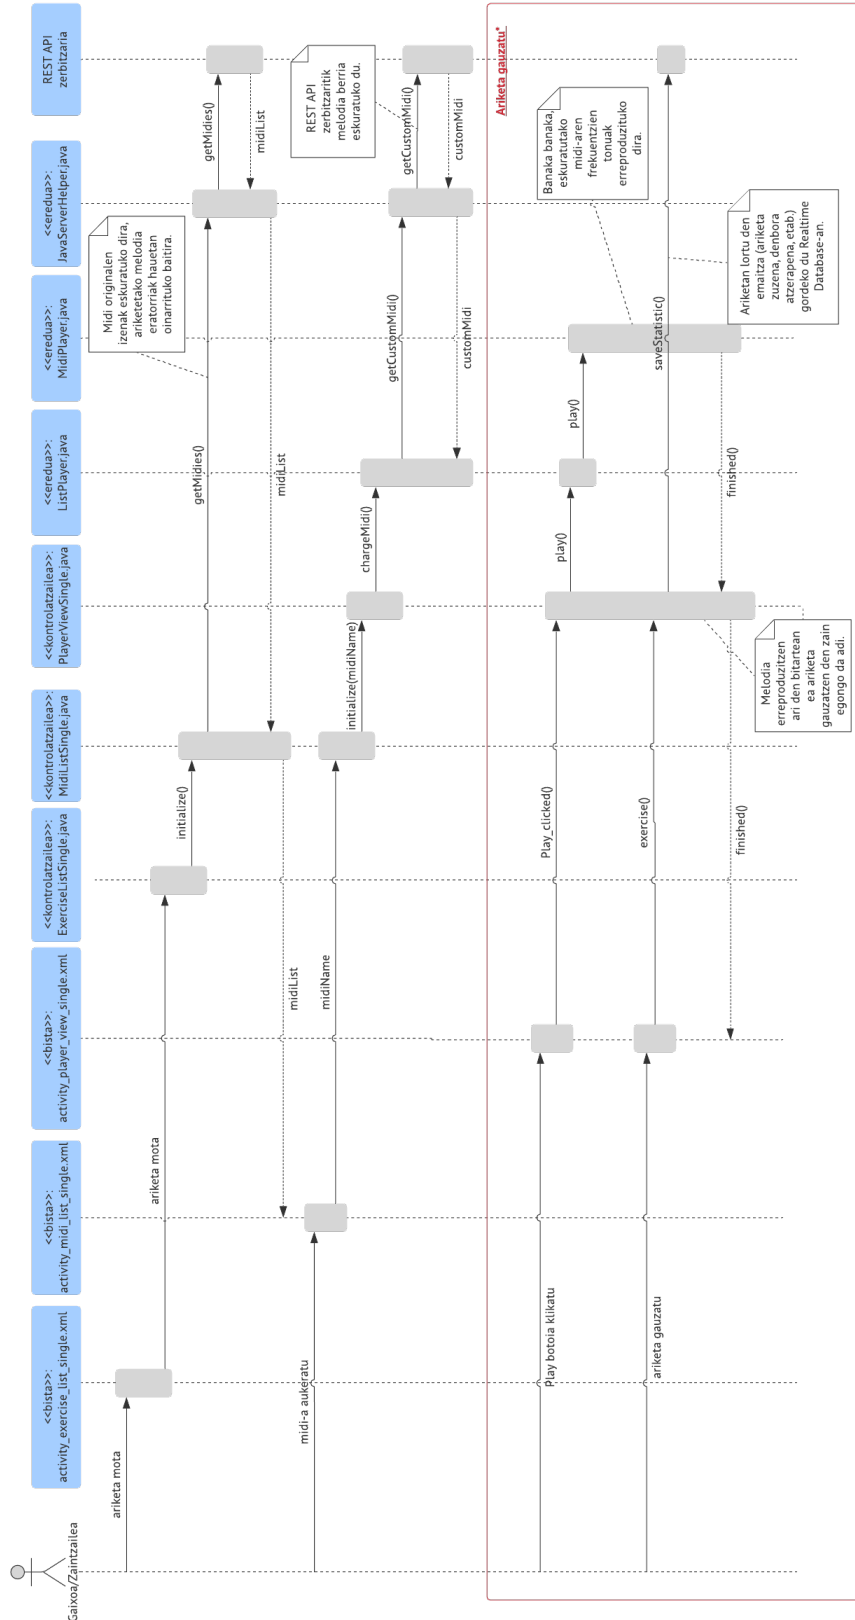 Gaixoa/Zaintzailea
<<bista>>:
activity_exercise_list_single.xml
<<bista>>:
activity_midi_list_single.xml
<<bista>>:
activity_player_view_single.xml
<<kontrolatzailea>>:
ExerciseListSingle.java
<<kontrolatzailea>>:
MidiListSingle.java
<<kontrolatzailea>>:
PlayerViewSingle.java
<<eredua>>:
ListPlayer.java
<<eredua>>:
MidiPlayer.java
<<eredua>>:
JavaServerHelper.java
REST API
zerbitzaria
ariketa mota
ariketa mota
initialize()
getMidies()
Midi originalen
izenak eskuratuko dira,
ariketetako melodia
eratorriak hauetan
oinarrituko baitira.
getMidies()
midiList
midiList
midiList
midi-a aukeratu
midiName
initialize(midiName)
chargeMidi()
getCustomMidi()
getCustomMidi()
REST API
zerbitzaritik
melodia berria
eskuratuko du.
customMidi
customMidi
Ariketa gauzatu*
Play botoia klikatu
Play_clicked()
play()
play()
Banaka banaka,
eskuratutako
midi-aren
frekuentzien
tonuak
erreproduzituko
dira.
ariketa gauzatu
exercise()
saveStatistic()
Ariketan lortu den
emaitza (ariketa
zuzena, denbora
atzerapena, etab.)
gordeko du Realtime
Database-an.
finished()
finished()
Melodia
erreproduzitzen
ari den bitartean
ea ariketa
gauzatzen den zain
egongo da adi.